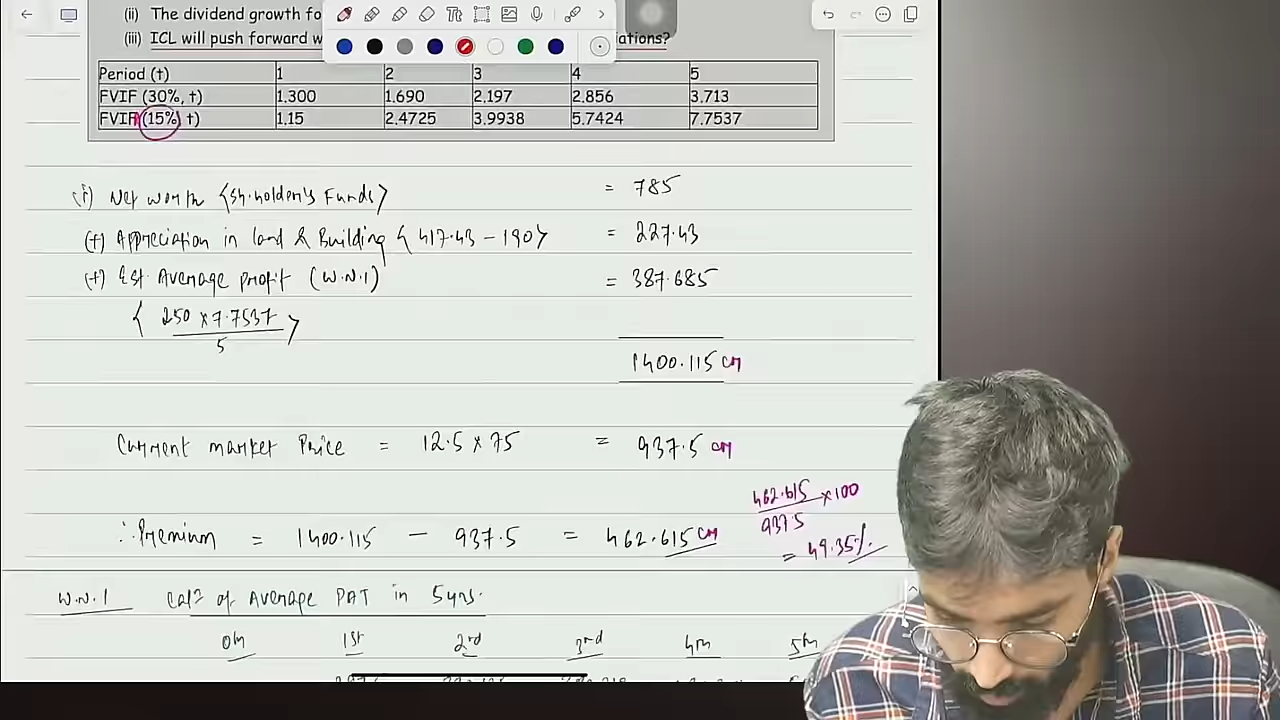 (ii) The dividend growth fo
(iii) ICL will push forward w ations?
Period (t) 1 2 3 4 5
FVIF (30%, t) 1.300 1.690 2.197 2.856 3.713
FVIF (15%, t) 1.15 2.4725 3.9938 5.7424 7.7537
(i) Net worth {Sh.holder's Funds} = 785
(+) Appreciation in land & Building {417.43 - 190} = 227.43
(+) Est. Average profit (W.N.1) = 387.685
{250 × 7.7537 / 5}
1400.115 cr
Current market Price = 12.5 × 75 = 937.5 cr
462.615 / 937.5 × 100
= 49.35%
∴ Premium = 1400.115 - 937.5 = 462.615 cr
W.N.1 Calⁿ of Average PAT in 5yrs.
0th 1st 2nd 3rd 4th 5th